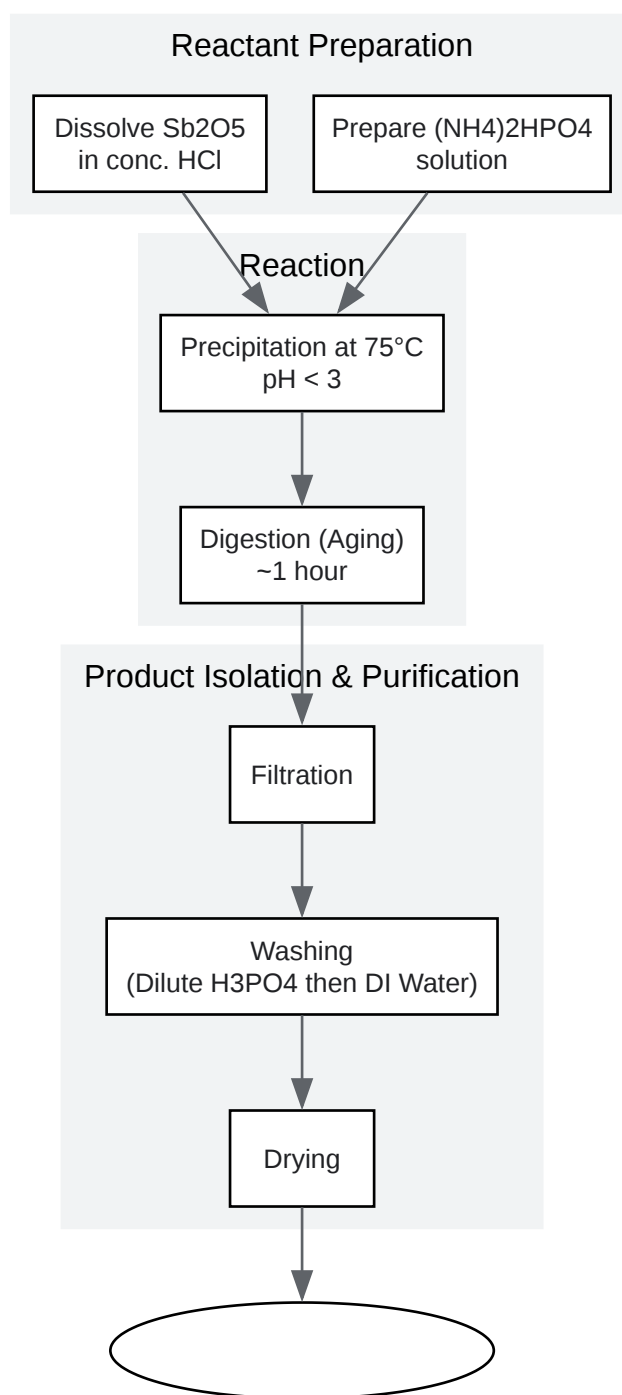 Reactant Preparation
Dissolve Sb2O5
in conc. HCl
Prepare (NH4)2HPO4
solution
Reaction
Precipitation at 75°C
pH < 3
Digestion (Aging)
~1 hour
Product Isolation & Purification
Filtration
Washing
(Dilute H3PO4 then DI Water)
Drying